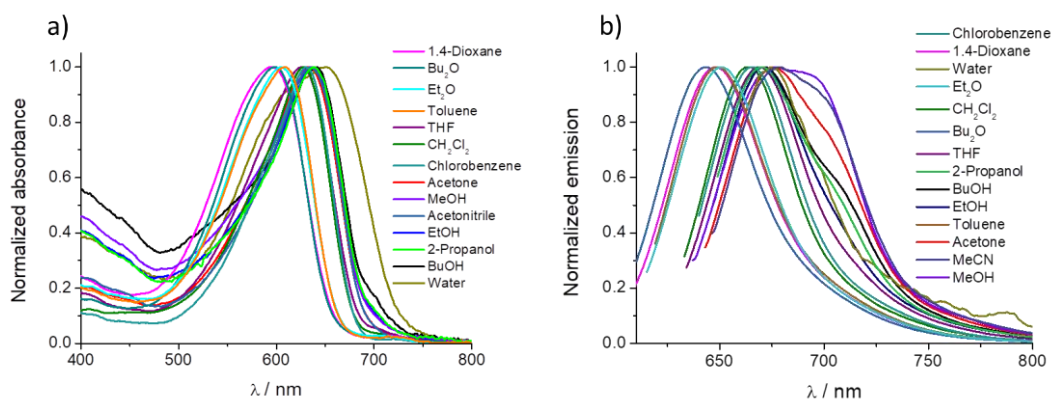 a)
Normalized absorbance
1.0
0.8
0.6
0.4
0.2
0.0
400
500
600
700
800
λ / nm
1.4-Dioxane
Bu₂O
Et₂O
Toluene
THF
CH₂Cl₂
Chlorobenzene
Acetone
MeOH
Acetonitrile
EtOH
2-Propanol
BuOH
Water
b)
Normalized emission
1.0
0.8
0.6
0.4
0.2
0.0
650
700
750
800
λ / nm
Chlorobenzene
1.4-Dioxane
Water
Et₂O
CH₂Cl₂
Bu₂O
THF
2-Propanol
BuOH
EtOH
Toluene
Acetone
MeCN
MeOH